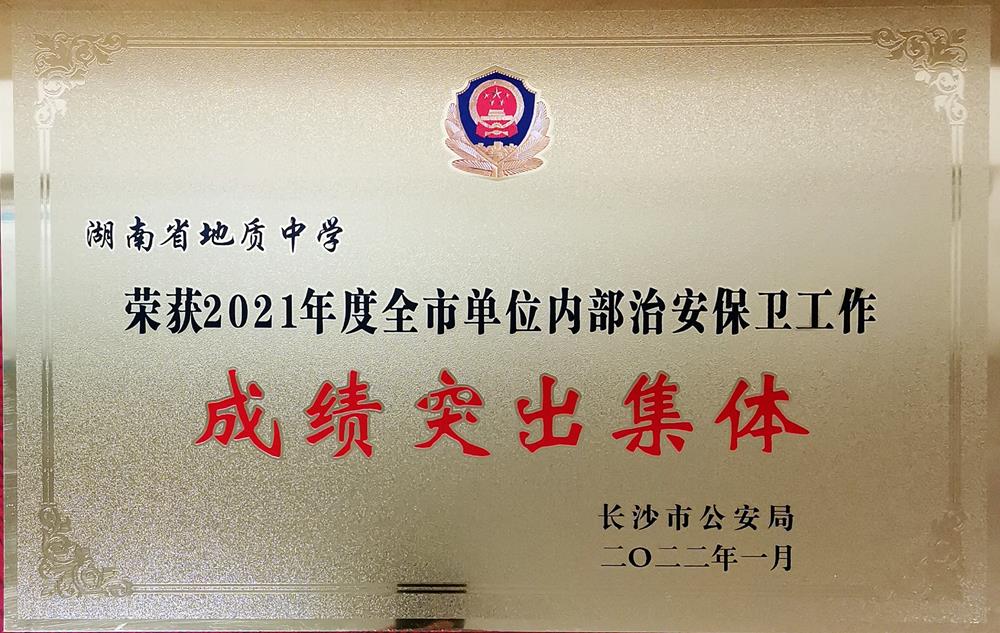 湖南省地质中学
荣获2021年度全市单位内部治安保卫工作
成绩突出集体
长沙市公安局
二〇二二年一月